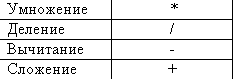 Умножение *
Деление /
Вычитание -
Сложение +